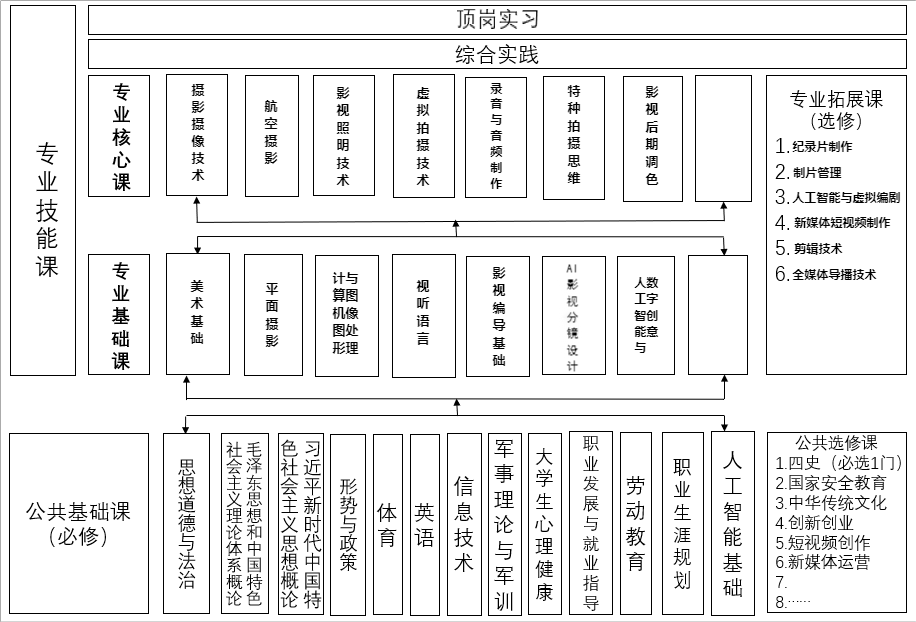 顶岗实习
综合实践
专业技能课
专业核心课
摄影摄像技术
航空摄影
影视照明技术
虚拟拍摄技术
录音与音频制作
特种拍摄思维
影视后期调色
专业拓展课
（选修）
1.纪录片制作
2.制片管理
3.人工智能与虚拟编剧
4.新媒体短视频制作
5.剪辑技术
6.全媒体导播技术
专业基础课
美术基础
平面摄影
计算机图形
与图像处理
视听语言
影视编导基础
AI影视分镜设计
人工智能与
数字创意
公共基础课
（必修）
思想道德与法治
毛泽东思想和中国特色
社会主义理论体系概论
习近平新时代中国特
色社会主义思想概论
形势与政策
体育
英语
信息技术
军事理论与军训
大学生心理健康
职业发展与就业指导
劳动教育
职业生涯规划
人工智能基础
公共选修课
1.四史（必选1门）
2.国家安全教育
3.中华传统文化
4.创新创业
5.短视频创作
6.新媒体运营
7.
8.……